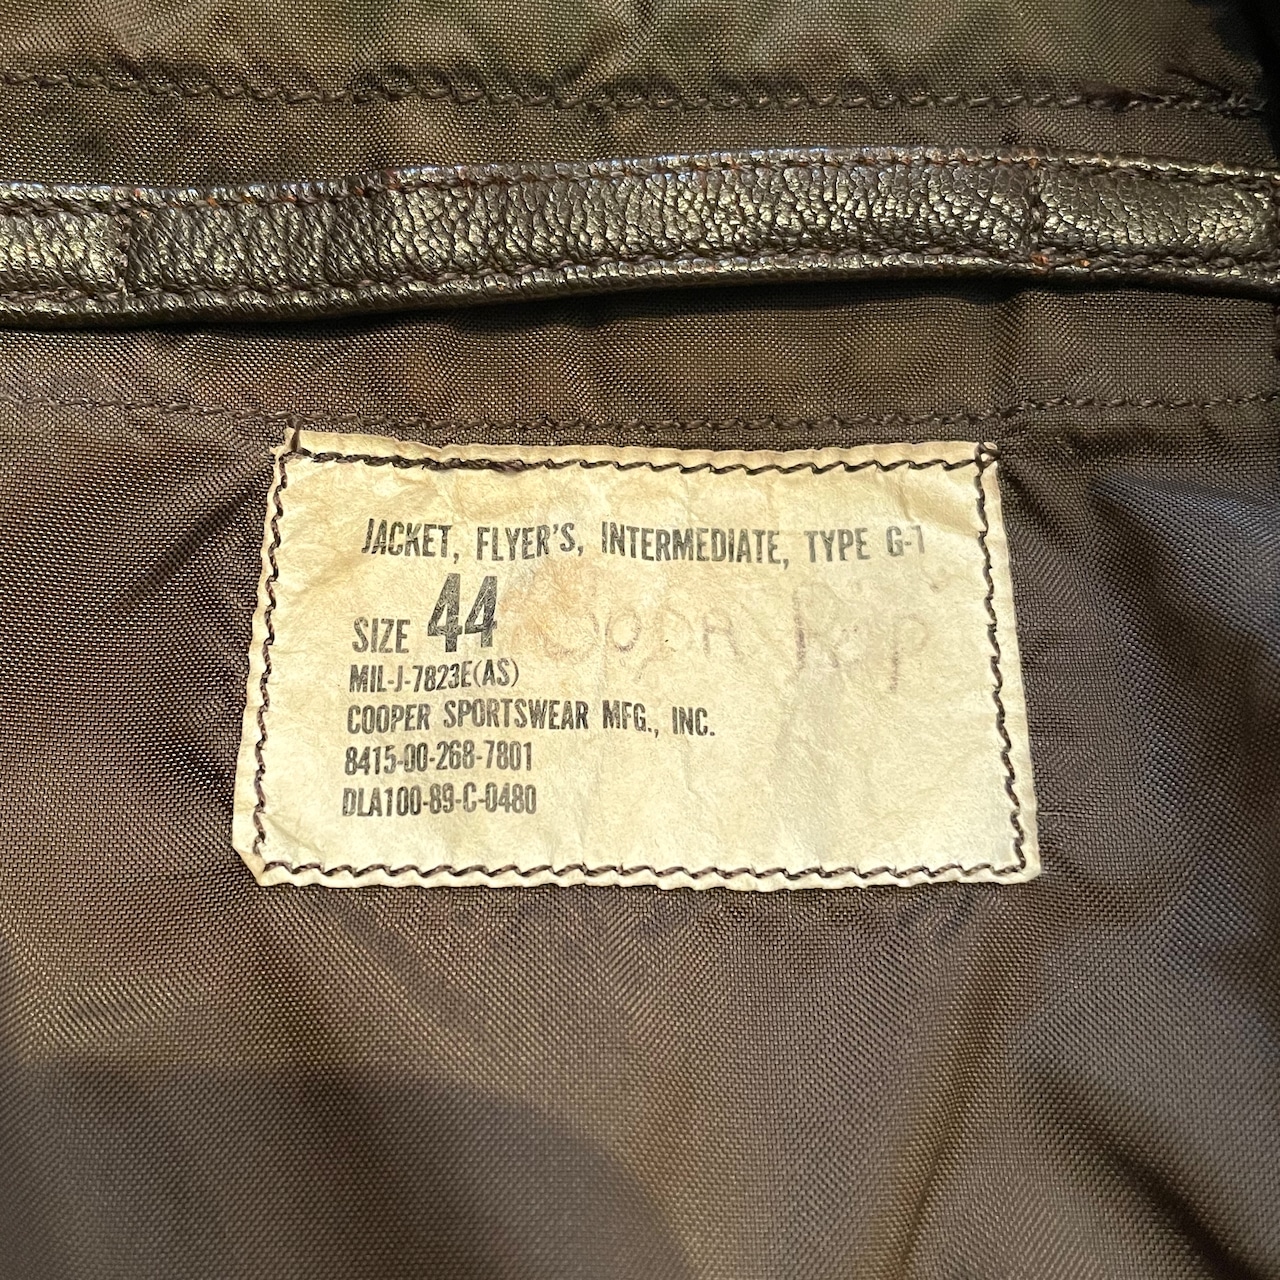 JACKET, FLYER'S, INTERMEDIATE, TYPE G-1
SIZE 44
MIL-J-7823E(AS)
COOPER SPORTSWEAR MFG., INC.
8415-00-268-7801
DLA100-89-C-0480